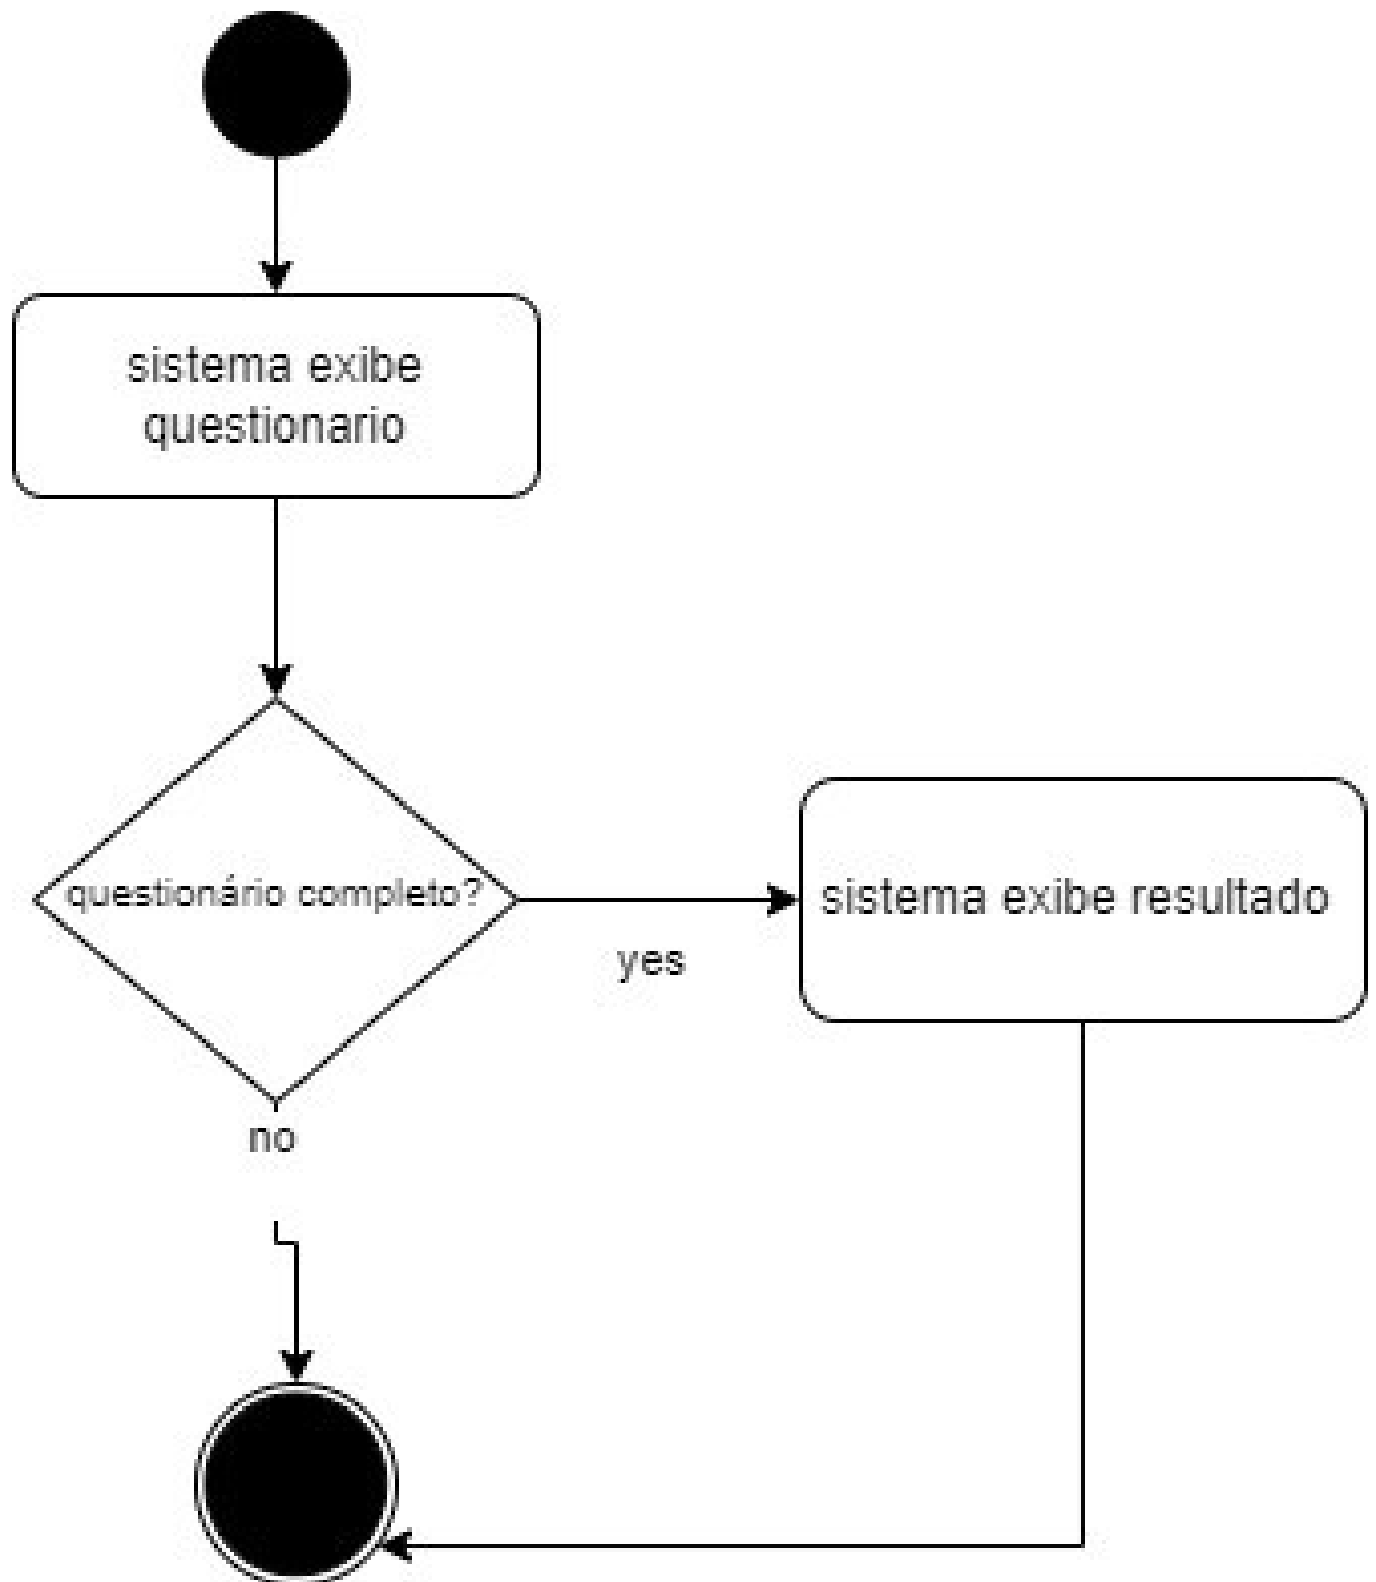 sistema exibe
questionario
questionário completo?
sistema exibe resultado
yes
no